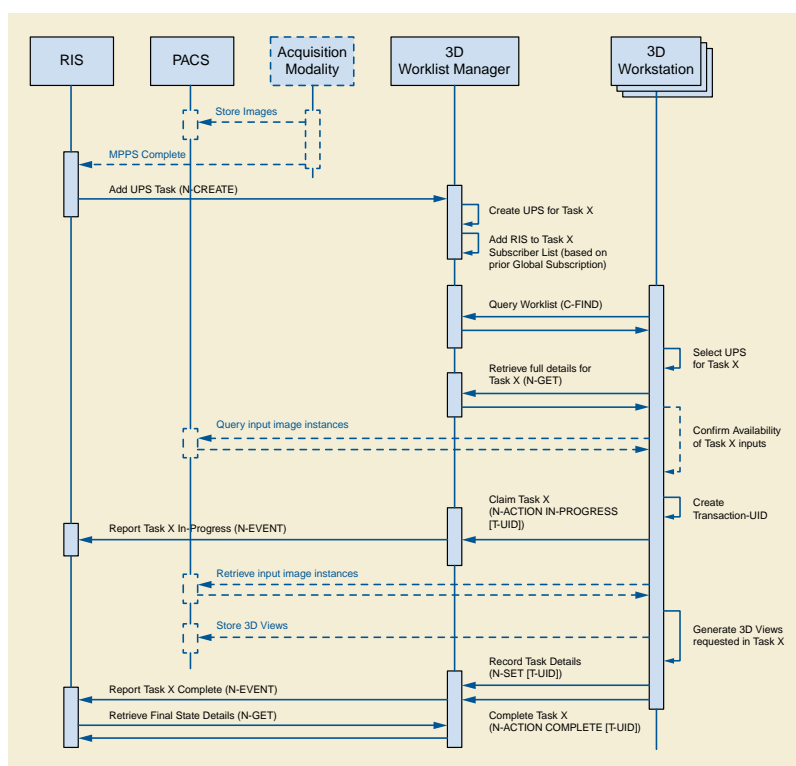 RIS
PACS
Acquisition
Modality
3D
Worklist Manager
3D
Workstation
Store Images
MPPS Complete
Add UPS Task (N-CREATE)
Create UPS for Task X
Add RIS to Task X
Subscriber List (based on
prior Global Subscription)
Query Worklist (C-FIND)
Select UPS
for Task X
Retrieve full details for
Task X (N-GET)
Query input image instances
Confirm Availability
of Task X inputs
Claim Task X
(N-ACTION IN-PROGRESS
[T-UID])
Create
Transaction-UID
Report Task X In-Progress (N-EVENT)
Retrieve input image instances
Store 3D Views
Generate 3D Views
requested in Task X
Record Task Details
(N-SET [T-UID])
Report Task X Complete (N-EVENT)
Retrieve Final State Details (N-GET)
Complete Task X
(N-ACTION COMPLETE [T-UID])